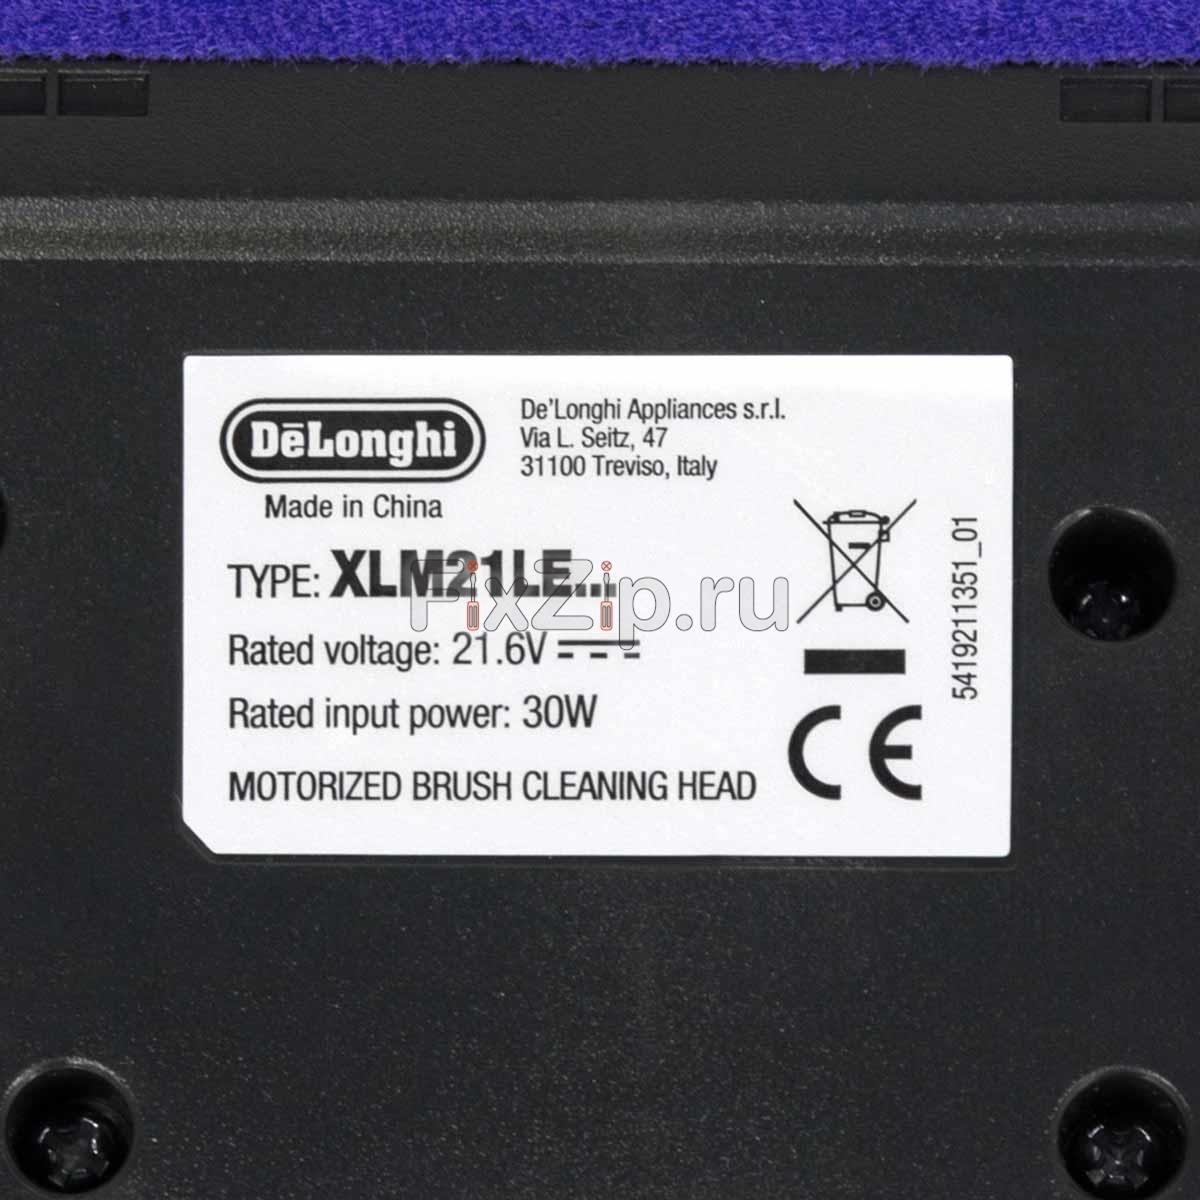 DēLonghi
De'Longhi Appliances s.r.l.
Via L. Seitz, 47
31100 Treviso, Italy
Made in China
TYPE: XLM21LE...
FixZip.ru
Rated voltage: 21.6V
Rated input power: 30W
MOTORIZED BRUSH CLEANING HEAD
CE
5419211351_01